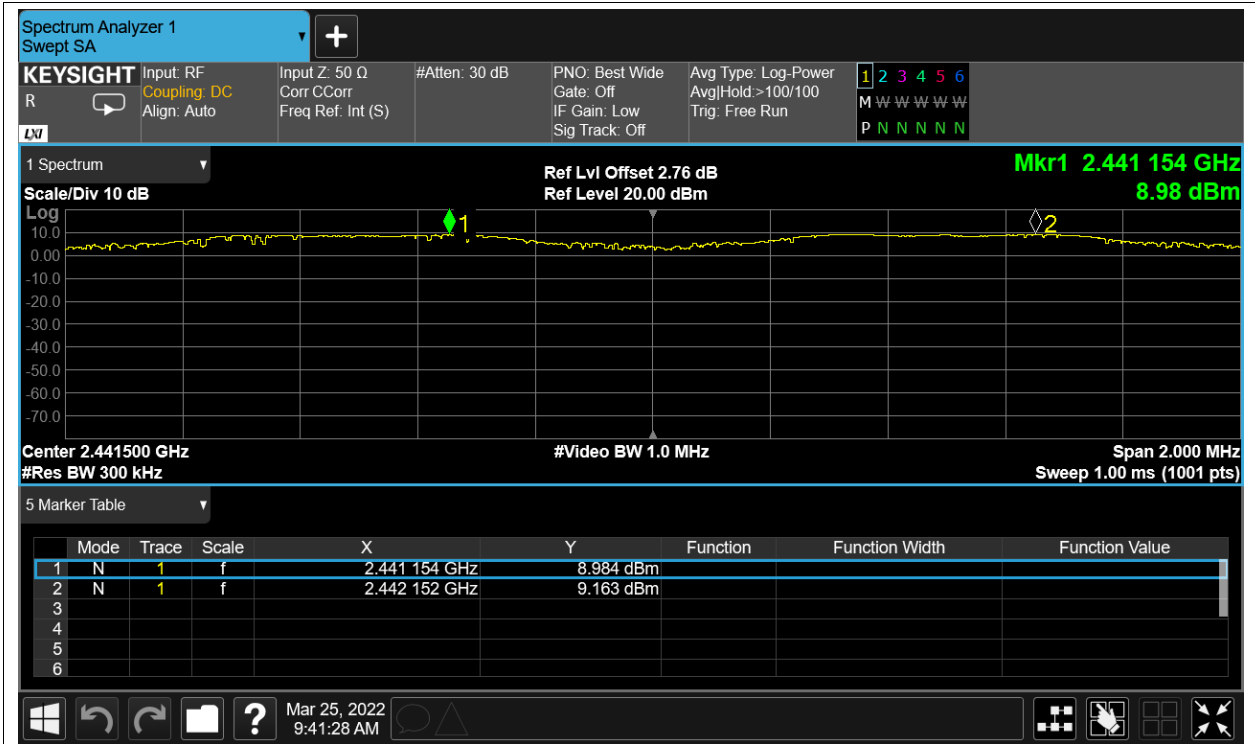 Spectrum Analyzer 1
Swept SA
KEYSIGHT
R
LXI
Input: RF
Coupling: DC
Align: Auto
Input Z: 50 Ω
Corr CCorr
Freq Ref: Int (S)
#Atten: 30 dB
PNO: Best Wide
Gate: Off
IF Gain: Low
Sig Track: Off
Avg Type: Log-Power
Avg|Hold:>100/100
Trig: Free Run
1 2 3 4 5 6
M W W W W W
P N N N N N
1 Spectrum
Scale/Div 10 dB
Ref Lvl Offset 2.76 dB
Ref Level 20.00 dBm
Mkr1 2.441 154 GHz
8.98 dBm
Log
10.0
0.00
-10.0
-20.0
-30.0
-40.0
-50.0
-60.0
-70.0
1
2
Center 2.441500 GHz
#Res BW 300 kHz
#Video BW 1.0 MHz
Span 2.000 MHz
Sweep 1.00 ms (1001 pts)
5 Marker Table
Mode Trace Scale X Y Function Function Width Function Value
1 N 1 f 2.441 154 GHz 8.984 dBm
2 N 1 f 2.442 152 GHz 9.163 dBm
3
4
5
6
?
Mar 25, 2022
9:41:28 AM